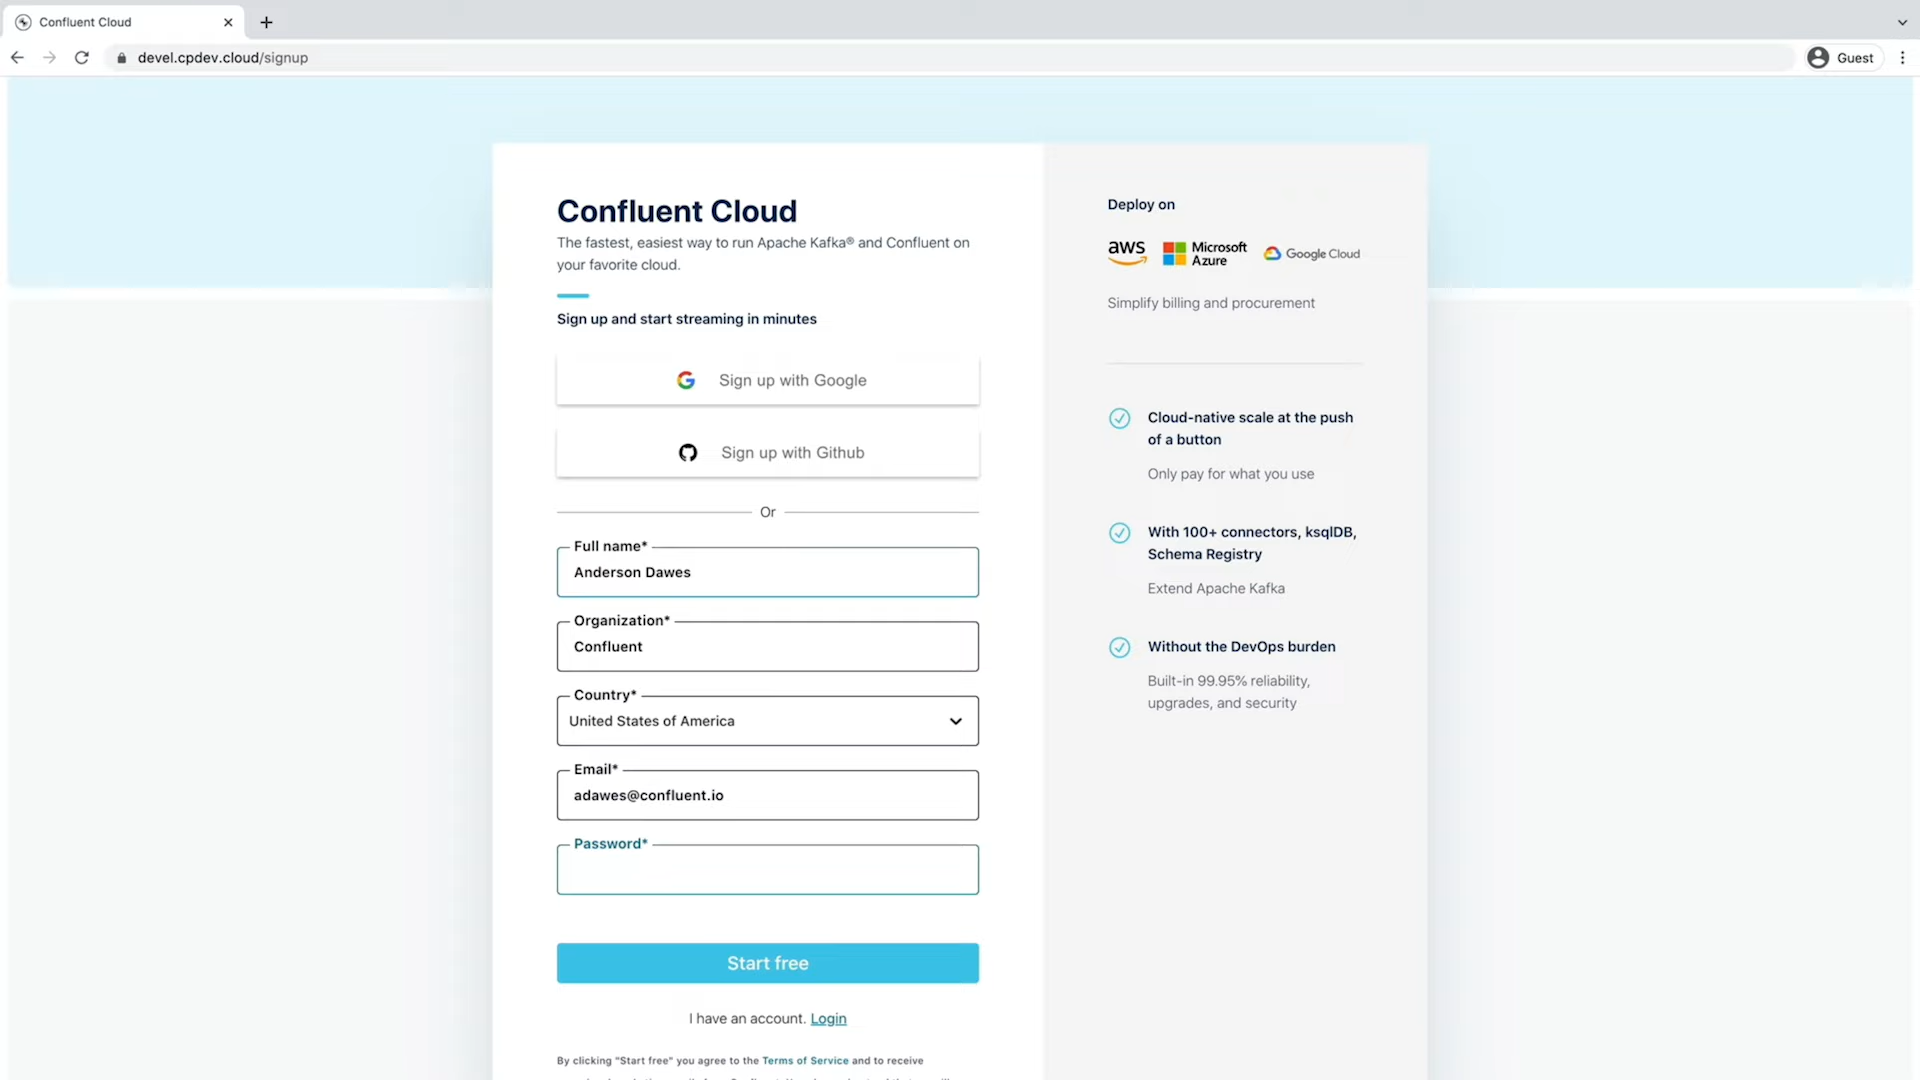 Confluent Cloud
devel.cpdev.cloud/signup
Guest
Confluent Cloud
The fastest, easiest way to run Apache Kafka® and Confluent on
your favorite cloud.
Sign up and start streaming in minutes
Sign up with Google
Sign up with Github
Or
Full name*
Anderson Dawes
Organization*
Confluent
Country*
United States of America
Email*
adawes@confluent.io
Password*
Start free
I have an account. Login
By clicking "Start free" you agree to the Terms of Service and to receive
Deploy on
aws
Microsoft
Azure
Google Cloud
Simplify billing and procurement
Cloud-native scale at the push
of a button
Only pay for what you use
With 100+ connectors, ksqlDB,
Schema Registry
Extend Apache Kafka
Without the DevOps burden
Built-in 99.95% reliability,
upgrades, and security